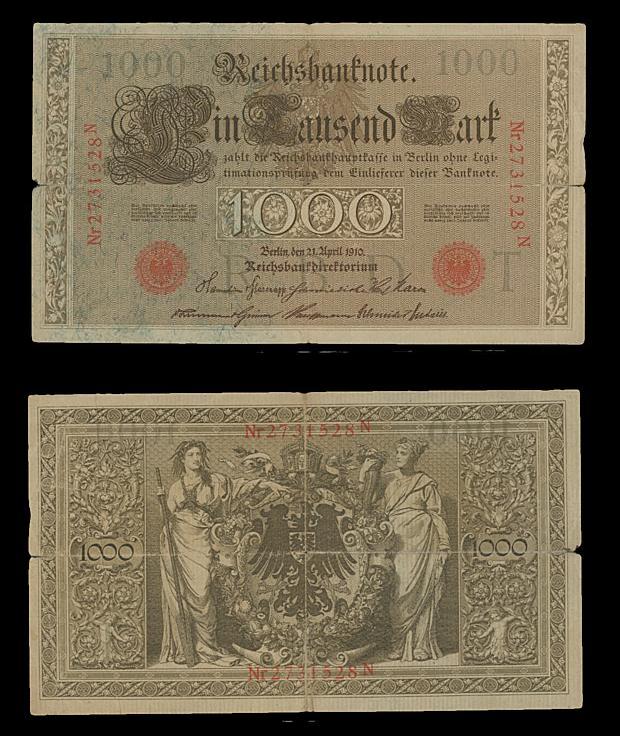 1000 Reichsbanknote. 1000
Ein Tausend Mark
zahlt die Reichsbankhauptkasse in Berlin ohne Legi-
timationsprüfung dem Einlieferer dieser Banknote.
Nr2731528N
Nr2731528N
1000
Berlin, den 21. April 1910.
Reichsbankdirektorium
R B D T
Nr2731528N
1000 1000
Nr2731528N